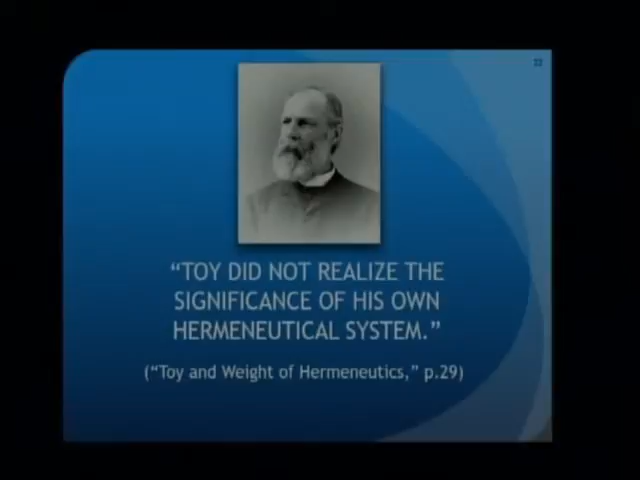 “TOY DID NOT REALIZE THE
SIGNIFICANCE OF HIS OWN
HERMENEUTICAL SYSTEM.”
(“Toy and Weight of Hermeneutics,” p.29)